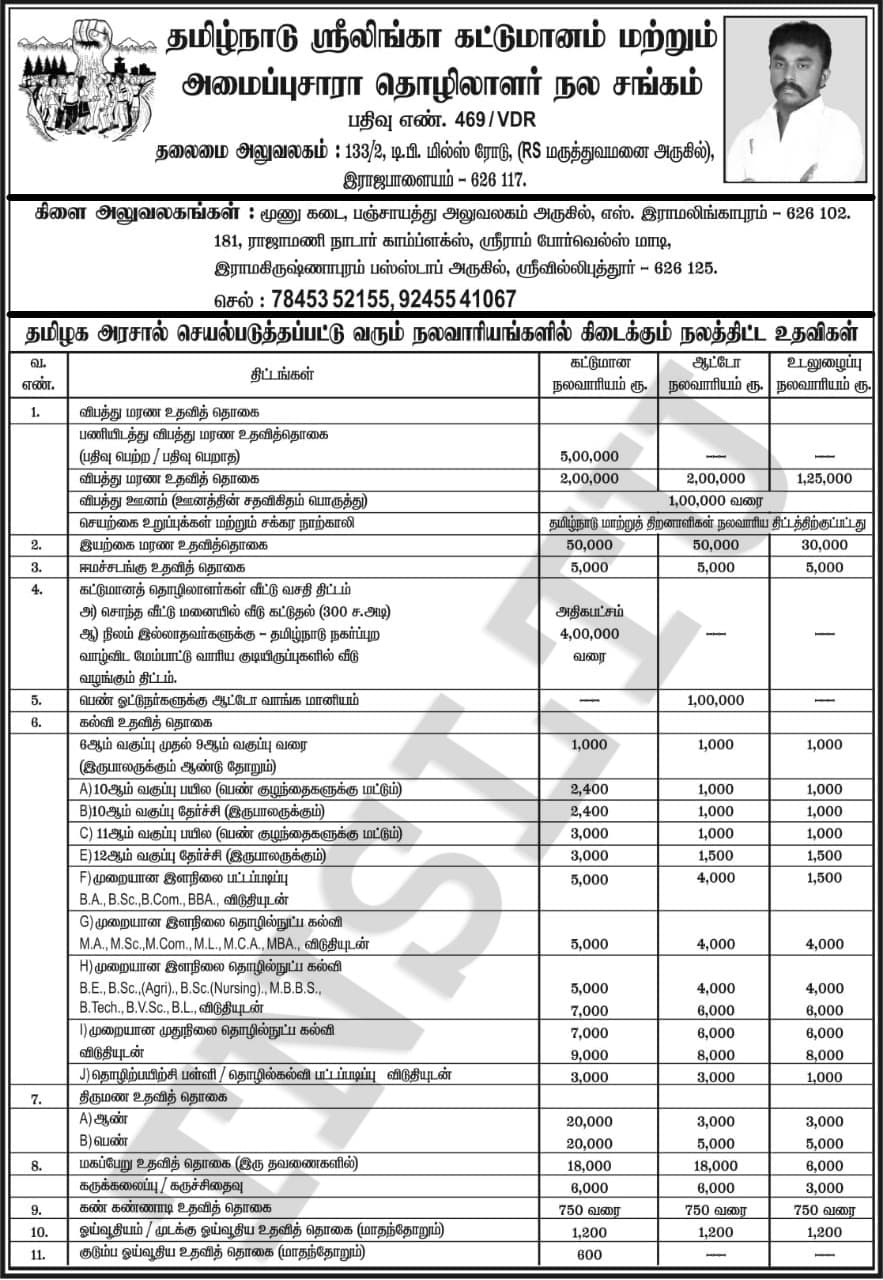 தமிழ்நாடு ஸ்ரீலிங்கா கட்டுமானம் மற்றும்
அமைப்புசாரா தொழிலாளர் நல சங்கம்
பதிவு எண். 469/VDR
தலைமை அலுவலகம் : 133/2, டி.பி. மில்ஸ் ரோடு, (RS மருத்துவமனை அருகில்),
இராஜபாளையம் – 626 117.
கிளை அலுவலகங்கள் : மூணு கடை, பஞ்சாயத்து அலுவலகம் அருகில், எஸ். இராமலிங்காபுரம் – 626 102.
181, ராஜாமணி நாடார் காம்ப்ளக்ஸ், ஸ்ரீராம் போர்வெல்ஸ் மாடி,
இராமகிருஷ்ணாபுரம் பஸ்ஸ்டாப் அருகில், ஸ்ரீவில்லிபுத்தூர் – 626 125.
செல் : 78453 52155, 92455 41067
தமிழக அரசால் செயல்படுத்தப்பட்டு வரும் நலவாரியங்களில் கிடைக்கும் நலத்திட்ட உதவிகள்
வ. எண். திட்டங்கள் கட்டுமான நலவாரியம் ரூ. ஆட்டோ நலவாரியம் ரூ. உடலுழைப்பு நலவாரியம் ரூ.
1. விபத்து மரண உதவித் தொகை
பணியிடத்து விபத்து மரண உதவித்தொகை
(பதிவு பெற்ற / பதிவு பெறாத) 5,00,000 ---- ----
விபத்து மரண உதவித் தொகை 2,00,000 2,00,000 1,25,000
விபத்து ஊனம் (ஊனத்தின் சதவிகிதம் பொருத்து) 1,00,000 வரை
செயற்கை உறுப்புக்கள் மற்றும் சக்கர நாற்காலி தமிழ்நாடு மாற்றுத் திறனாளிகள் நலவாரிய திட்டத்திற்குப்பட்டது
2. இயற்கை மரண உதவித்தொகை 50,000 50,000 30,000
3. ஈமச்சடங்கு உதவித் தொகை 5,000 5,000 5,000
4. கட்டுமானத் தொழிலாளர்கள் வீட்டு வசதி திட்டம்
அ) சொந்த வீட்டு மனையில் வீடு கட்டுதல் (300 ச.அடி) அதிகபட்சம்
ஆ) நிலம் இல்லாதவர்களுக்கு – தமிழ்நாடு நகர்ப்புற 4,00,000 ---- ----
வாழ்விட மேம்பாட்டு வாரிய குடியிருப்புகளில் வீடு வரை
வழங்கும் திட்டம்.
5. பெண் ஓட்டுநர்களுக்கு ஆட்டோ வாங்க மானியம் ---- 1,00,000 ----
6. கல்வி உதவித் தொகை
6ஆம் வகுப்பு முதல் 9ஆம் வகுப்பு வரை 1,000 1,000 1,000
(இருபாலருக்கும் ஆண்டு தோறும்)
A)10ஆம் வகுப்பு பயில (பெண் குழந்தைகளுக்கு மட்டும்) 2,400 1,000 1,000
B)10ஆம் வகுப்பு தேர்ச்சி (இருபாலருக்கும்) 2,400 1,000 1,000
C) 11ஆம் வகுப்பு பயில (பெண் குழந்தைகளுக்கு மட்டும்) 3,000 1,000 1,000
E)12ஆம் வகுப்பு தேர்ச்சி (இருபாலருக்கும்) 3,000 1,500 1,500
F)முறையான இளநிலை பட்டப்படிப்பு 5,000 4,000 1,500
B.A., B.Sc.,B.Com., BBA., விடுதியுடன்
G)முறையான இளநிலை தொழில்நுட்ப கல்வி
M.A., M.Sc.,M.Com., M.L., M.C.A., MBA., விடுதியுடன் 5,000 4,000 4,000
H)முறையான இளநிலை தொழில்நுட்ப கல்வி
B.E., B.Sc.,(Agri)., B.Sc.(Nursing)., M.B.B.S., 5,000 4,000 4,000
B.Tech., B.V.Sc., B.L., விடுதியுடன் 7,000 6,000 6,000
I)முறையான முதுநிலை தொழில்நுட்ப கல்வி 7,000 6,000 6,000
விடுதியுடன் 9,000 8,000 8,000
J)தொழிற்பயிற்சி பள்ளி / தொழில்கல்வி பட்டப்படிப்பு விடுதியுடன் 3,000 3,000 1,000
7. திருமண உதவித் தொகை
A)ஆண் 20,000 3,000 3,000
B)பெண் 20,000 5,000 5,000
8. மகப்பேறு உதவித் தொகை (இரு தவணைகளில்) 18,000 18,000 6,000
கருக்கலைப்பு / கருச்சிதைவு 6,000 6,000 3,000
9. கண் கண்ணாடி உதவித் தொகை 750 வரை 750 வரை 750 வரை
10. ஓய்வூதியம் / முடக்கு ஓய்வூதிய உதவித் தொகை (மாதந்தோறும்) 1,200 1,200 1,200
11. குடும்ப ஓய்வூதிய உதவித் தொகை (மாதந்தோறும்) 600 ---- ----
TNSLTU